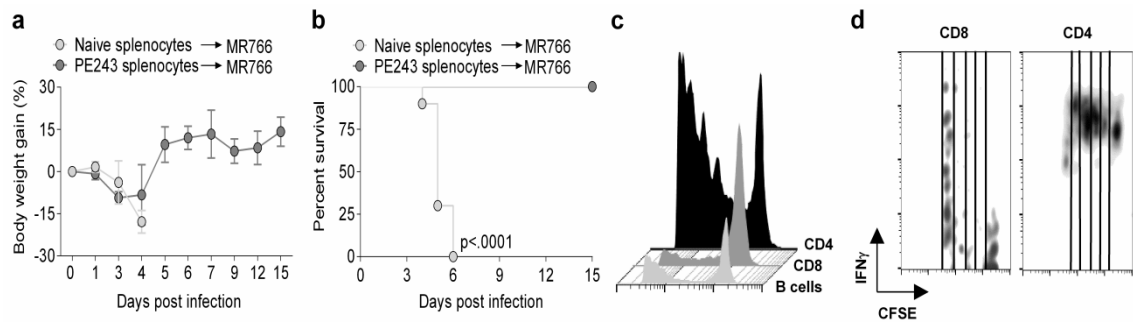 a
Naive splenocytes → MR766
PE243 splenocytes → MR766
Body weight gain (%)
30
15
0
-15
-30
0 1 3 4 5 6 7 9 12 15
Days post infection
b
Naive splenocytes → MR766
PE243 splenocytes → MR766
Percent survival
100
75
50
25
0
p<.0001
0 3 6 9 12 15
Days post infection
c
CD4
CD8
B cells
d
CD8 CD4
IFNγ
CFSE